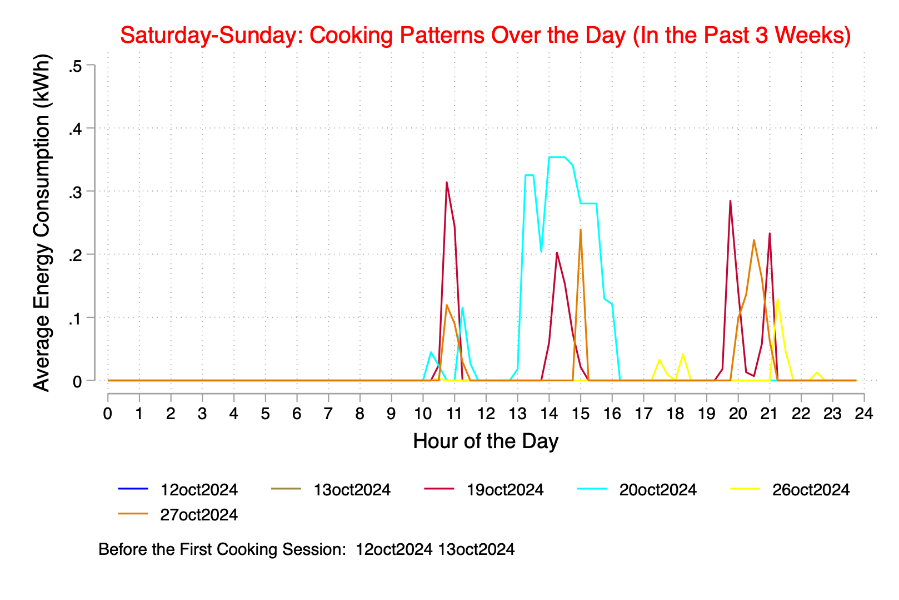 Saturday-Sunday: Cooking Patterns Over the Day (In the Past 3 Weeks)
Average Energy Consumption (kWh)
.5
.4
.3
.2
.1
0
0 1 2 3 4 5 6 7 8 9 10 11 12 13 14 15 16 17 18 19 20 21 22 23 24
Hour of the Day
12oct2024 13oct2024 19oct2024 20oct2024 26oct2024
27oct2024
Before the First Cooking Session: 12oct2024 13oct2024